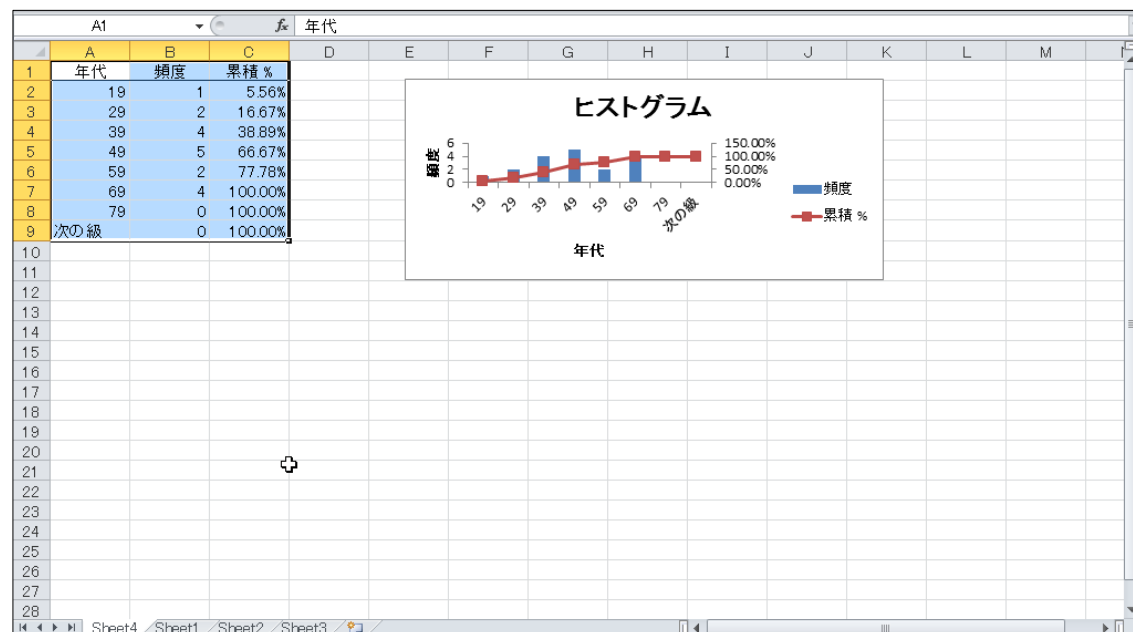 A1 fx 年代
A B C D E F G H I J K L M
1 年代 頻度 累積 %
2 19 1 5.56%
3 29 2 16.67%
4 39 4 38.89%
5 49 5 66.67%
6 59 2 77.78%
7 69 4 100.00%
8 79 0 100.00%
9 次の級 0 100.00%
10
11
12
13
14
15
16
17
18
19
20
21
22
23
24
25
26
27
28
ヒストグラム
頻度
6
4
2
0
150.00%
100.00%
50.00%
0.00%
19 29 39 49 59 69 79 次の級
年代
頻度
累積 %
Sheet4 Sheet1 Sheet2 Sheet3